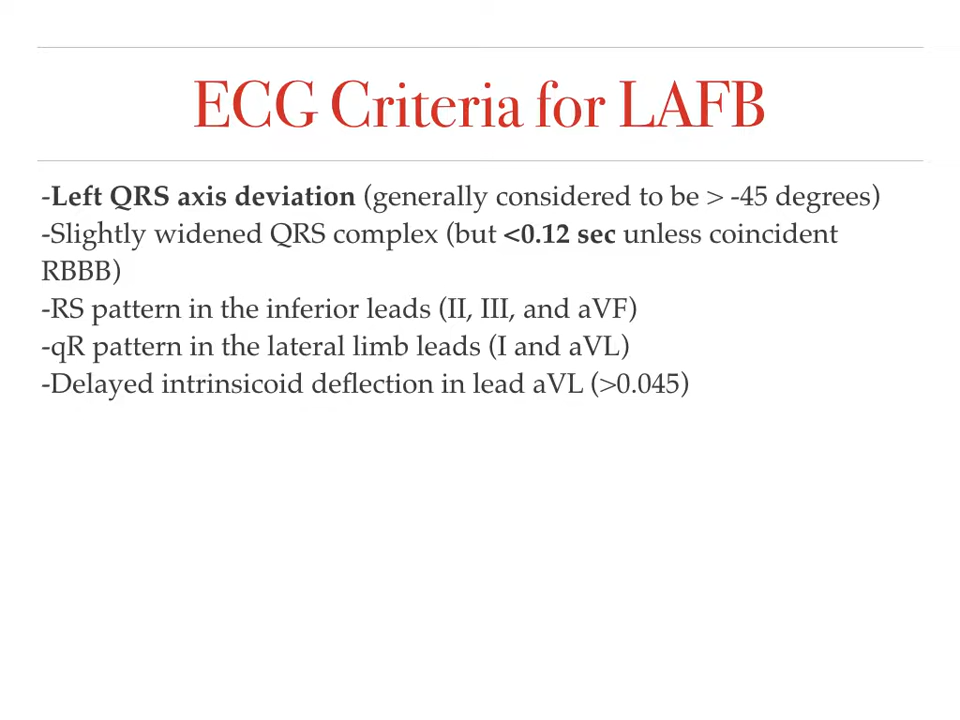 ECG Criteria for LAFB
-Left QRS axis deviation (generally considered to be > -45 degrees)
-Slightly widened QRS complex (but <0.12 sec unless coincident
RBBB)
-RS pattern in the inferior leads (II, III, and aVF)
-qR pattern in the lateral limb leads (I and aVL)
-Delayed intrinsicoid deflection in lead aVL (>0.045)